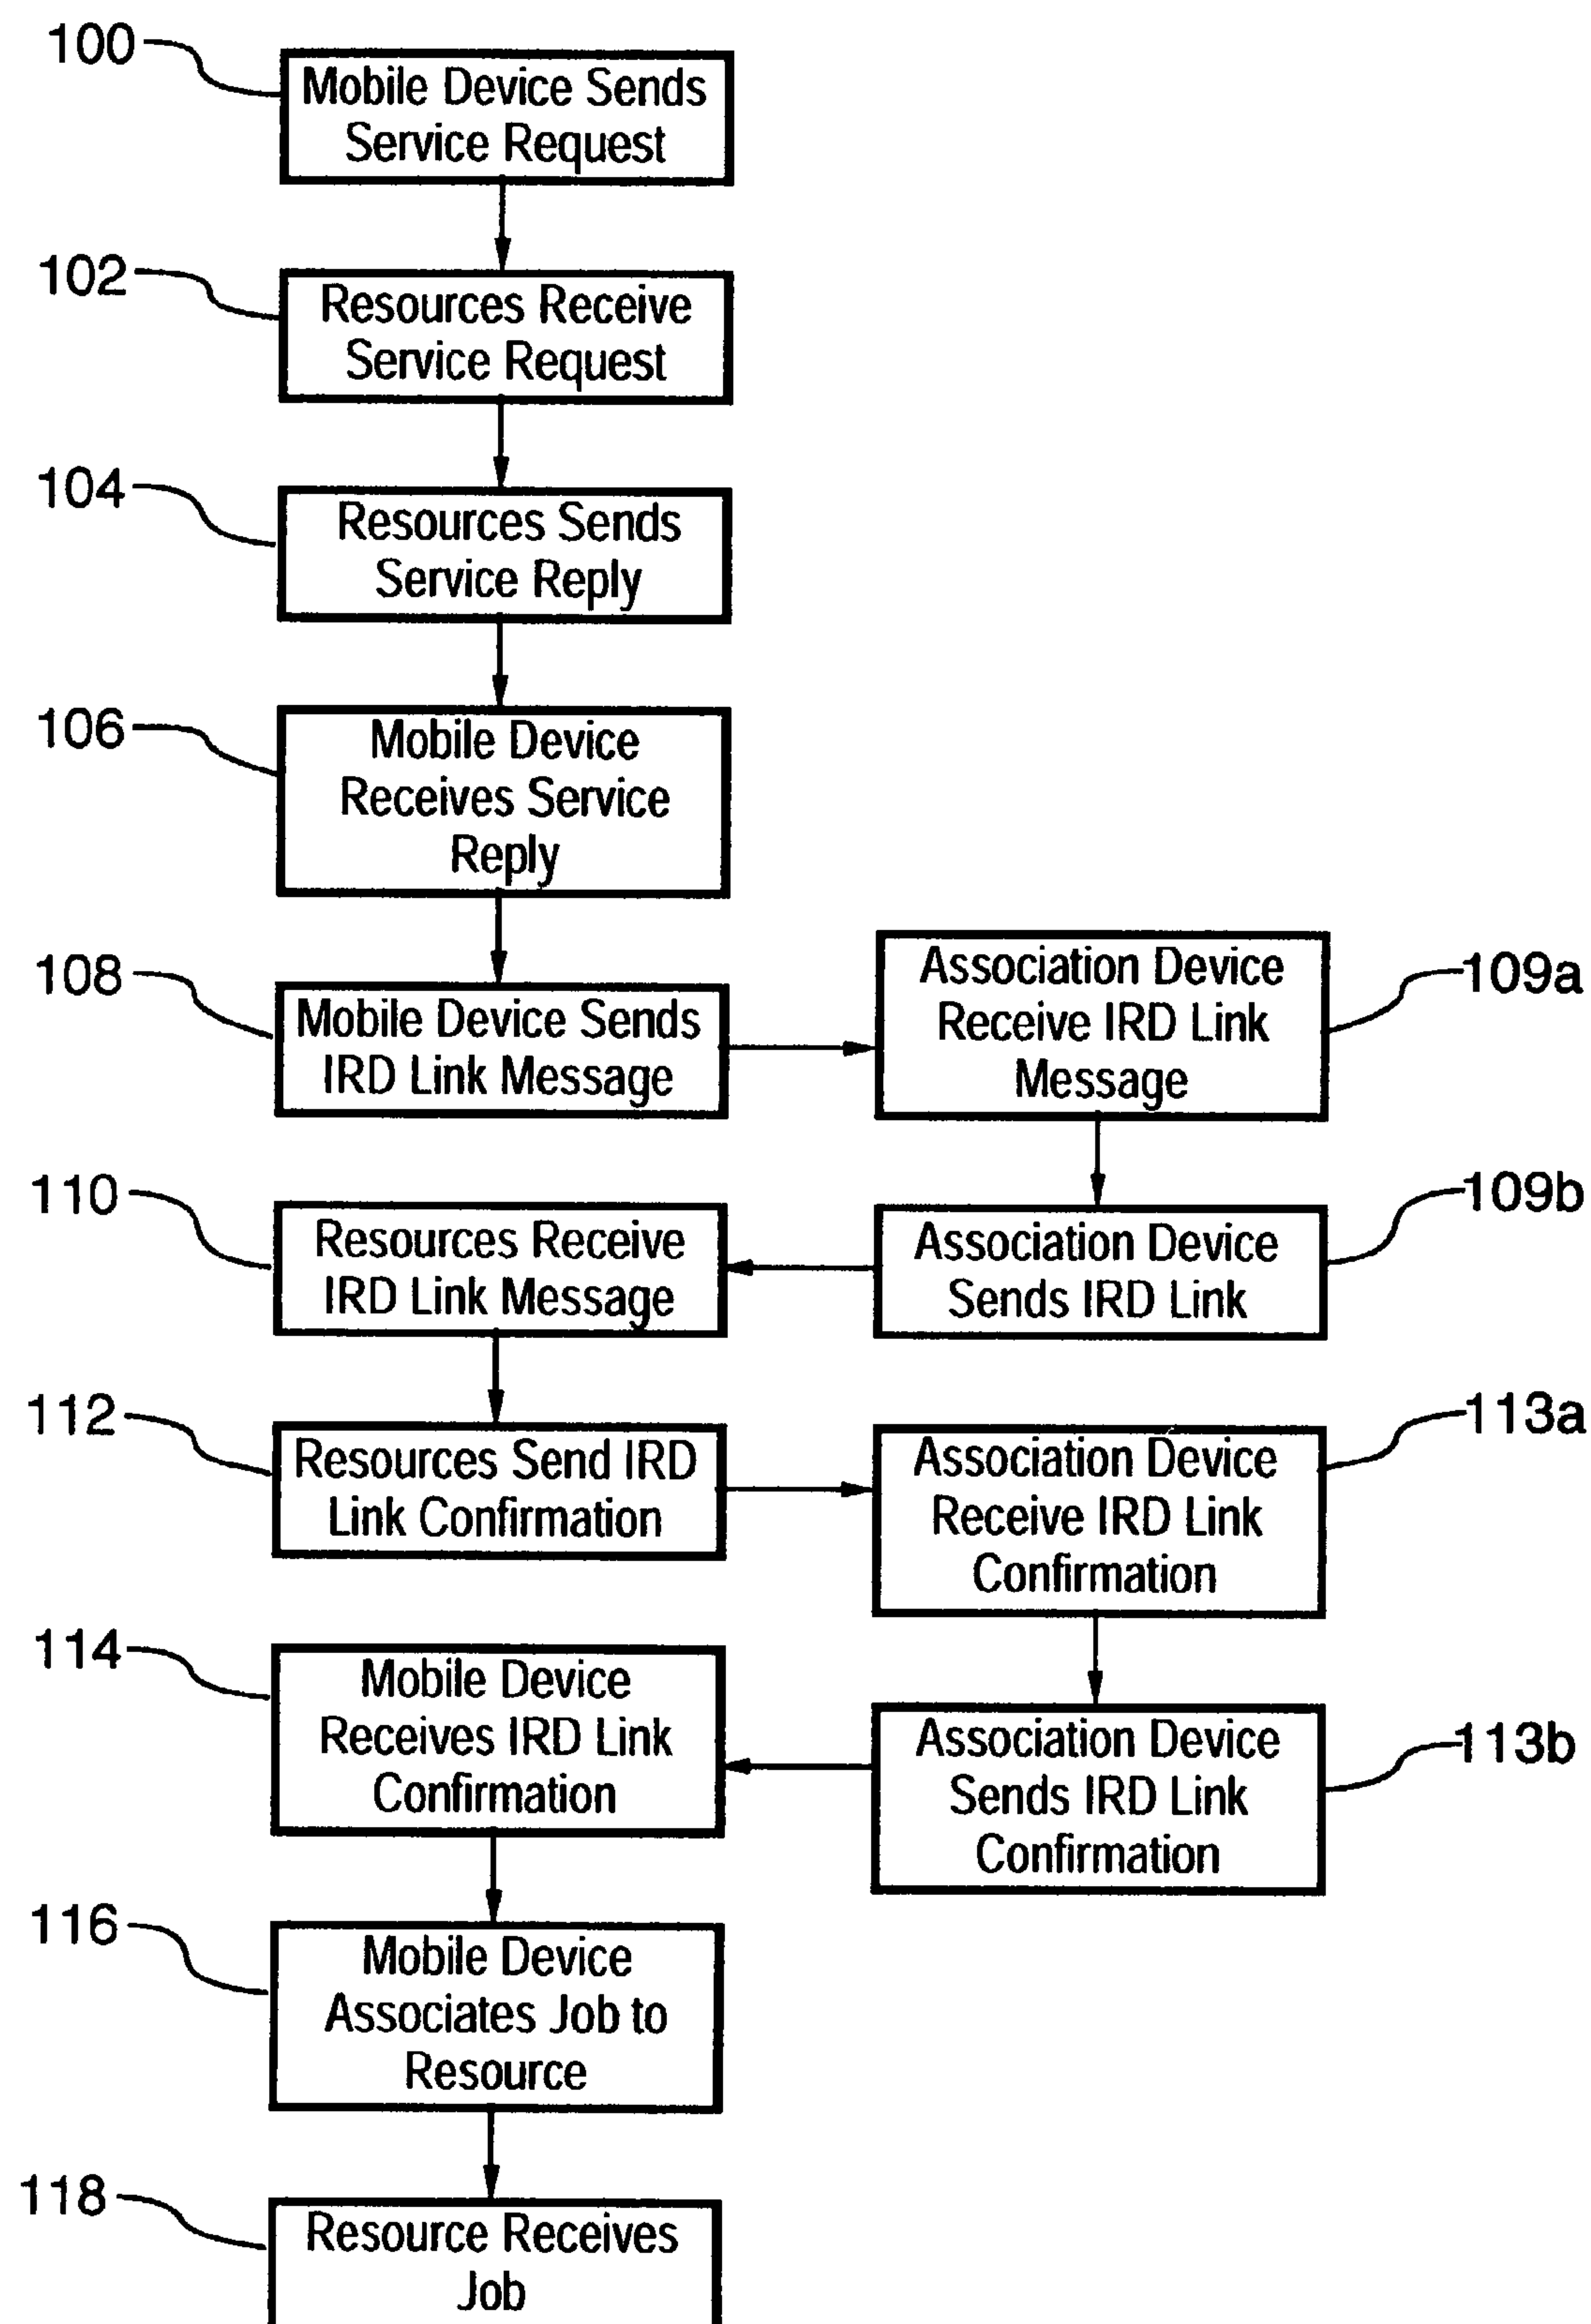 100
Mobile Device Sends
Service Request
102
Resources Receive
Service Request
104
Resources Sends
Service Reply
106
Mobile Device
Receives Service
Reply
108
Mobile Device Sends
IRD Link Message
Association Device
Receive IRD Link
Message
109a
110
Resources Receive
IRD Link Message
Association Device
Sends IRD Link
109b
112
Resources Send IRD
Link Confirmation
Association Device
Receive IRD Link
Confirmation
113a
114
Mobile Device
Receives IRD Link
Confirmation
Association Device
Sends IRD Link
Confirmation
113b
116
Mobile Device
Associates Job to
Resource
118
Resource Receives
Job